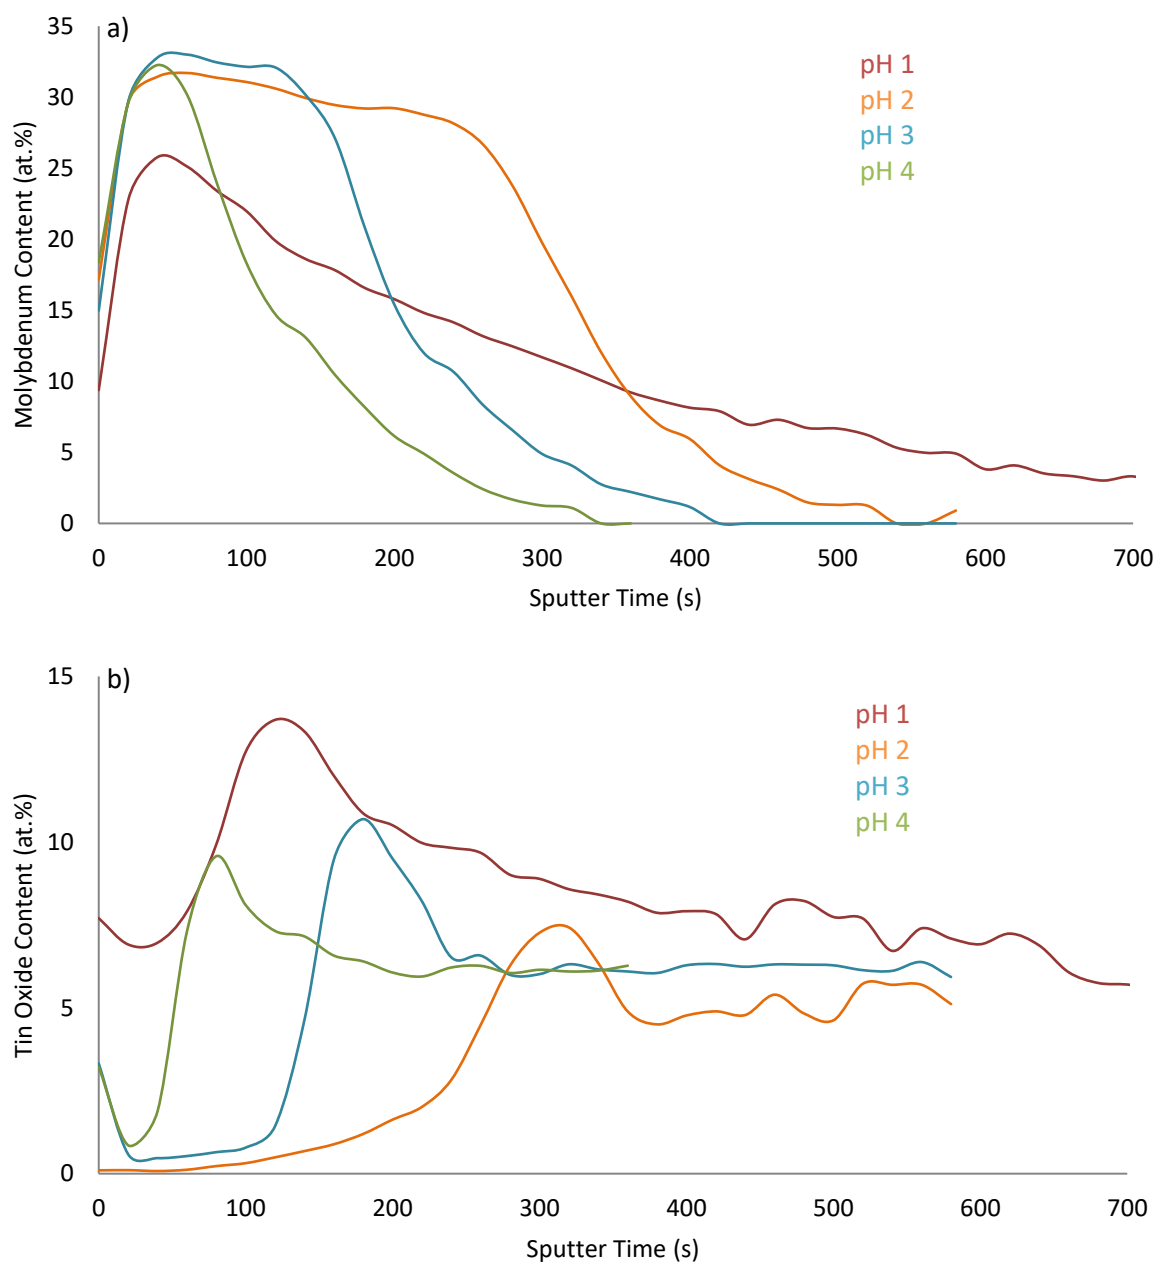 35
a)
30
25
20
15
10
5
0
pH 1
pH 2
pH 3
pH 4
Molybdenum Content (at.%)
0 100 200 300 400 500 600 700
Sputter Time (s)
15
b)
10
5
0
pH 1
pH 2
pH 3
pH 4
Tin Oxide Content (at.%)
0 100 200 300 400 500 600 700
Sputter Time (s)